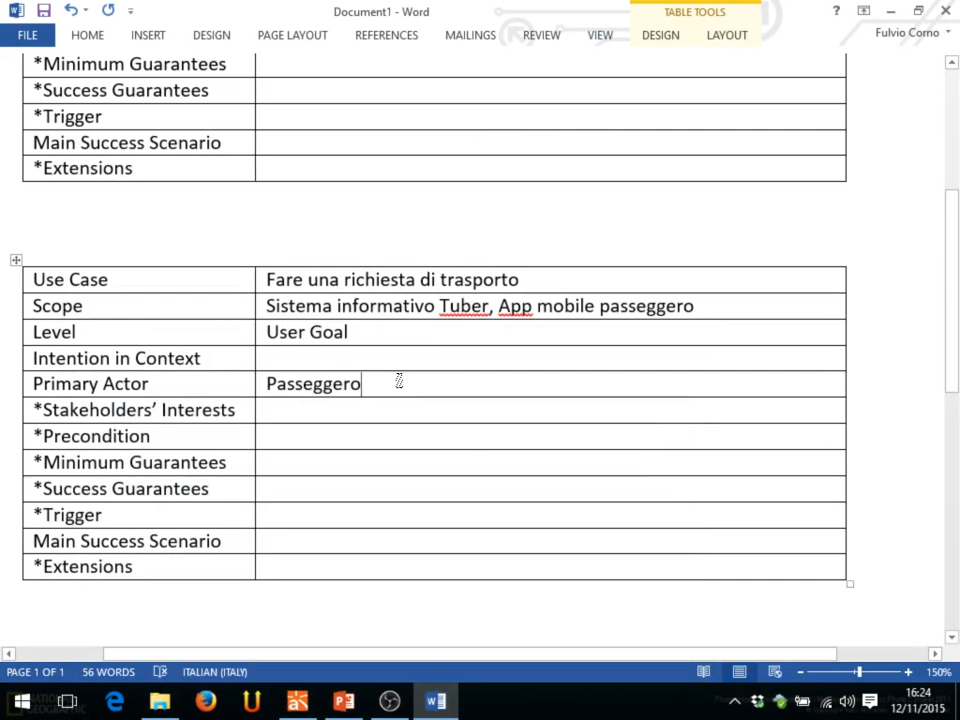 Document1 - Word
TABLE TOOLS
FILE HOME INSERT DESIGN PAGE LAYOUT REFERENCES MAILINGS REVIEW VIEW DESIGN LAYOUT
Fulvio Corno
*Minimum Guarantees
*Success Guarantees
*Trigger
Main Success Scenario
*Extensions
Use Case Fare una richiesta di trasporto
Scope Sistema informativo Tuber, App mobile passeggero
Level User Goal
Intention in Context
Primary Actor Passeggero
*Stakeholders’ Interests
*Precondition
*Minimum Guarantees
*Success Guarantees
*Trigger
Main Success Scenario
*Extensions
PAGE 1 OF 1 56 WORDS ITALIAN (ITALY) 150%
16:24
12/11/2015